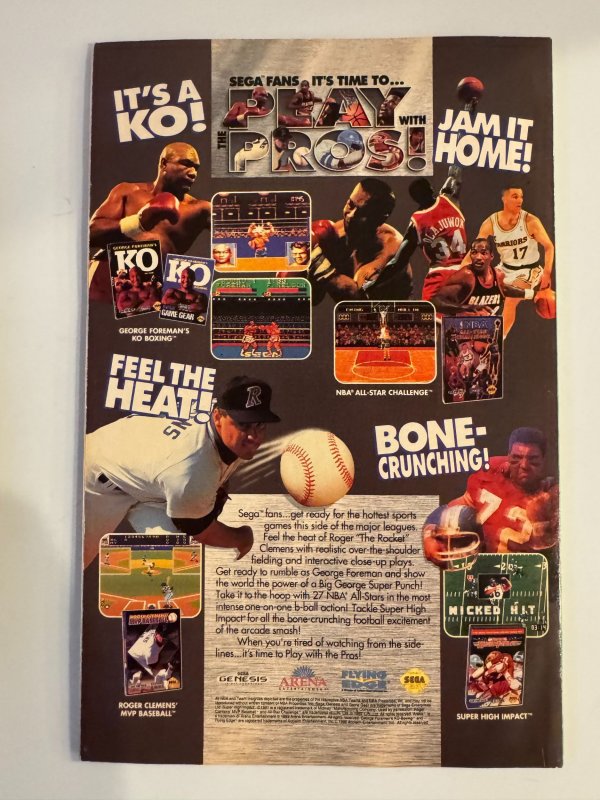 SEGA™ FANS IT'S TIME TO...
PLAY
WITH
THE
PROS!
IT'S A
KO!
JAM IT
HOME!
OLAJUWON
34
WARRIORS
17
BLAZERS
GEORGE FOREMAN'S
KO
KO
GAME GEAR
GEORGE FOREMAN'S
KO BOXING™
NBA® ALL-STAR CHALLENGE™
FEEL THE
HEAT!
R
BONE-
CRUNCHING!
72
Sega™ fans...get ready for the hottest sports
games this side of the major leagues.
Feel the heat of Roger "The Rocket"
Clemens with realistic over-the-shoulder
fielding and interactive close-up plays.
Get ready to rumble as George Foreman and show
the world the power of a Big George Super Punch!
Take it to the hoop with 27 NBA® All-Stars in the most
intense one-on-one b-ball action! Tackle Super High
Impact® for all the bone-crunching football excitement
of the arcade smash!
When you're tired of watching from the side-
lines...it's time to Play with the Pros!
WICKED HIT
ROGER CLEMENS'
MVP BASEBALL™
SEGA
GENESIS
ARENA
ENTERTAINMENT
FLYING
EDGE
SEGA
SUPER HIGH IMPACT™